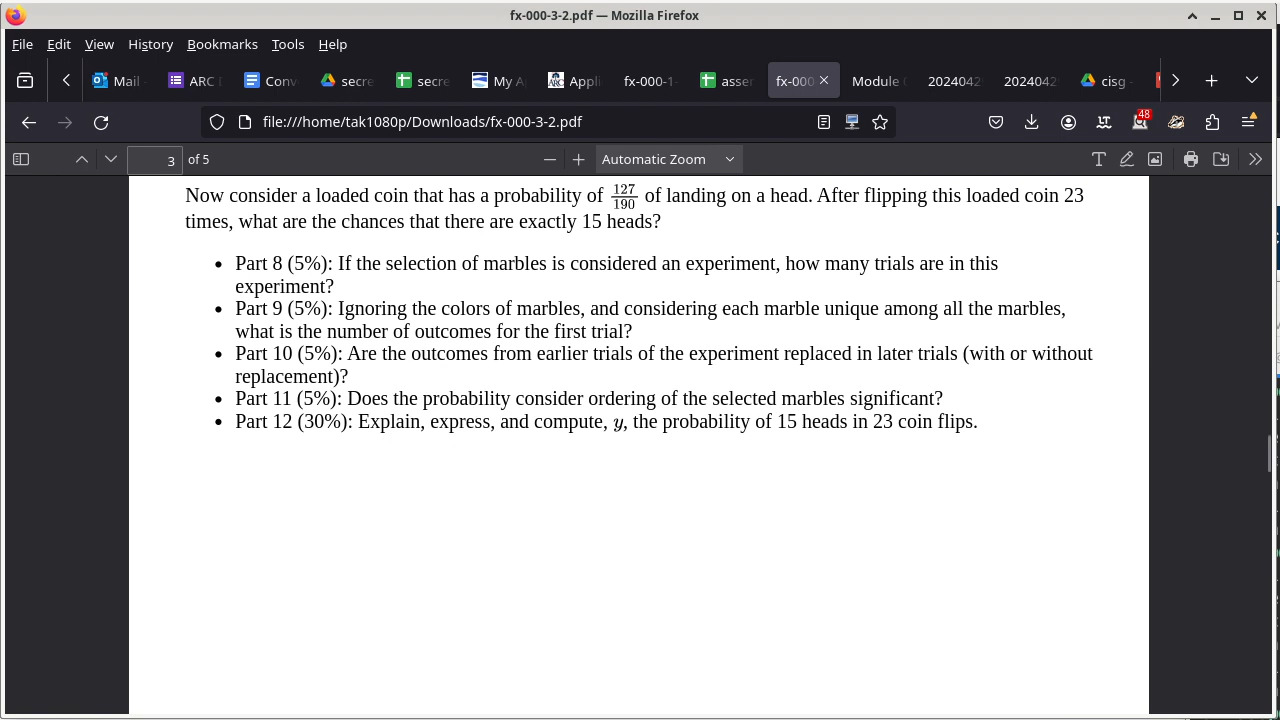 fx-000-3-2.pdf — Mozilla Firefox
File Edit View History Bookmarks Tools Help
Mail ARC Conv secre secre My A Appli fx-000-1- asser fx-000 Module 2024042 2024042 cisg -
file:///home/tak1080p/Downloads/fx-000-3-2.pdf 48
3 of 5 Automatic Zoom
Now consider a loaded coin that has a probability of 127/190 of landing on a head. After flipping this loaded coin 23
times, what are the chances that there are exactly 15 heads?
• Part 8 (5%): If the selection of marbles is considered an experiment, how many trials are in this
experiment?
• Part 9 (5%): Ignoring the colors of marbles, and considering each marble unique among all the marbles,
what is the number of outcomes for the first trial?
• Part 10 (5%): Are the outcomes from earlier trials of the experiment replaced in later trials (with or without
replacement)?
• Part 11 (5%): Does the probability consider ordering of the selected marbles significant?
• Part 12 (30%): Explain, express, and compute, y, the probability of 15 heads in 23 coin flips.